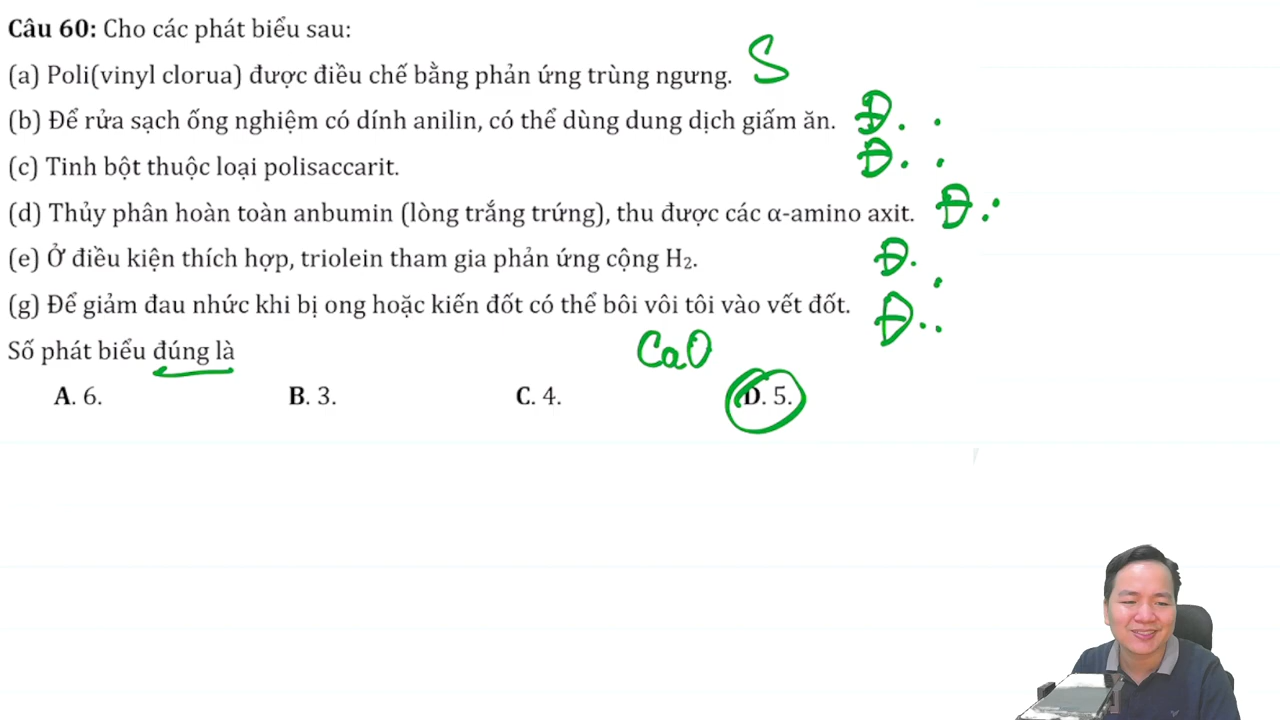 Câu 60: Cho các phát biểu sau:
(a) Poli(vinyl clorua) được điều chế bằng phản ứng trùng ngưng. S
(b) Để rửa sạch ống nghiệm có dính anilin, có thể dùng dung dịch giấm ăn. Đ.
(c) Tinh bột thuộc loại polisaccarit. Đ.
(d) Thủy phân hoàn toàn anbumin (lòng trắng trứng), thu được các α-amino axit. Đ.
(e) Ở điều kiện thích hợp, triolein tham gia phản ứng cộng H₂. Đ.
(g) Để giảm đau nhức khi bị ong hoặc kiến đốt có thể bôi vôi tôi vào vết đốt. Đ.
Số phát biểu đúng là CaO
A. 6. B. 3. C. 4. D. 5.